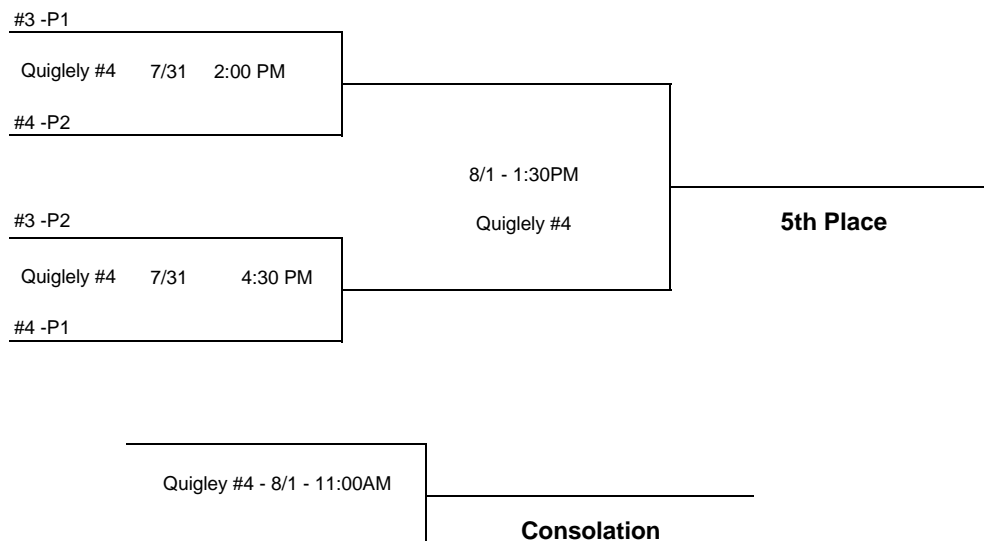 #3 -P1
Quiglely #4 7/31 2:00 PM
#4 -P2
8/1 - 1:30PM
#3 -P2
Quiglely #4
5th Place
Quiglely #4 7/31 4:30 PM
#4 -P1
Quigley #4 - 8/1 - 11:00AM
Consolation